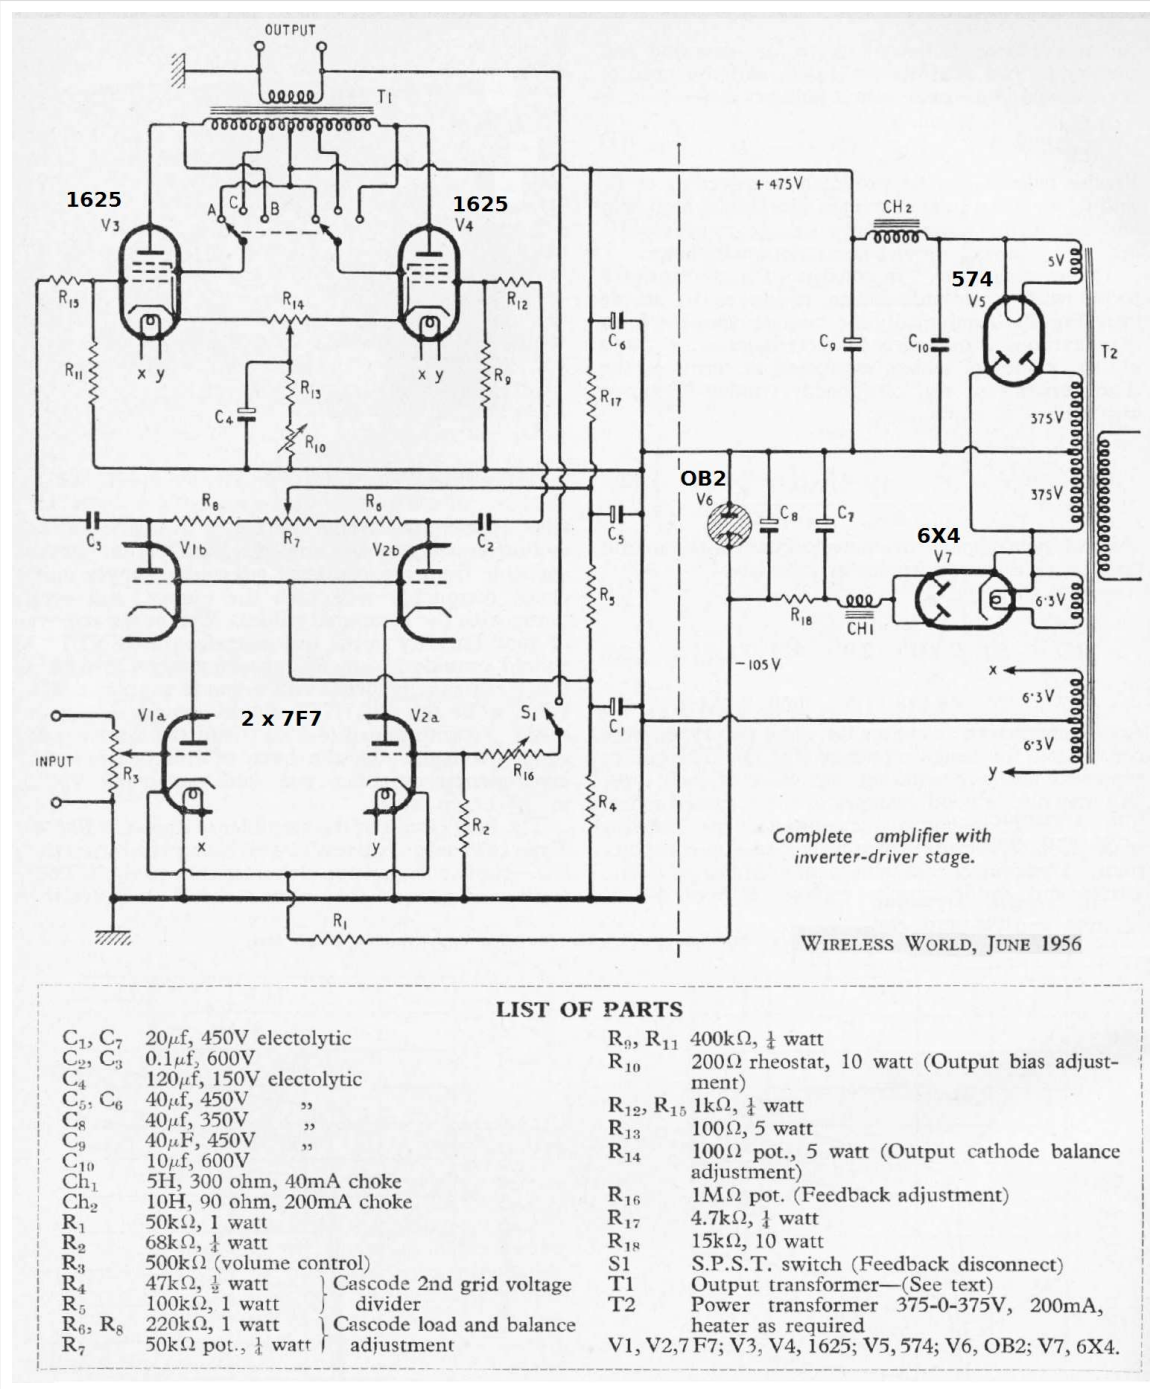 OUTPUT
T1
1625
V3
1625
V4
A
C
B
+ 475V
CH2
5V
574
V5
T2
R15
R14
R12
C6
C9
C10
R11
x y
x y
R9
R13
C4
R10
R17
375V
375V
OB2
V6
R8
R6
R7
C3
C2
C5
C8
C7
6X4
V7
V1b
V2b
R5
R18
CH1
6·3V
-105V
x
6·3V
6·3V
y
V1a
2 x 7F7
V2a
S1
C1
INPUT
R3
R16
R2
R4
x
y
Complete amplifier with
inverter-driver stage.
R1
WIRELESS WORLD, JUNE 1956
LIST OF PARTS
C1, C7 20μf, 450V electolytic
C2, C3 0.1μf, 600V
C4 120μf, 150V electolytic
C5, C6 40μf, 450V „
C8 40μf, 350V „
C9 40μF, 450V „
C10 10μf, 600V
Ch1 5H, 300 ohm, 40mA choke
Ch2 10H, 90 ohm, 200mA choke
R1 50kΩ, 1 watt
R2 68kΩ, ¼ watt
R3 500kΩ (volume control)
R4 47kΩ, ½ watt } Cascode 2nd grid voltage
R5 100kΩ, 1 watt } divider
R6, R8 220kΩ, 1 watt } Cascode load and balance
R7 50kΩ pot., ¼ watt } adjustment
R9, R11 400kΩ, ¼ watt
R10 200Ω rheostat, 10 watt (Output bias adjust-
ment)
R12, R15 1kΩ, ¼ watt
R13 100Ω, 5 watt
R14 100Ω pot., 5 watt (Output cathode balance
adjustment)
R16 1MΩ pot. (Feedback adjustment)
R17 4.7kΩ, ¼ watt
R18 15kΩ, 10 watt
S1 S.P.S.T. switch (Feedback disconnect)
T1 Output transformer—(See text)
T2 Power transformer 375-0-375V, 200mA,
heater as required
V1, V2, 7F7; V3, V4, 1625; V5, 574; V6, OB2; V7, 6X4.